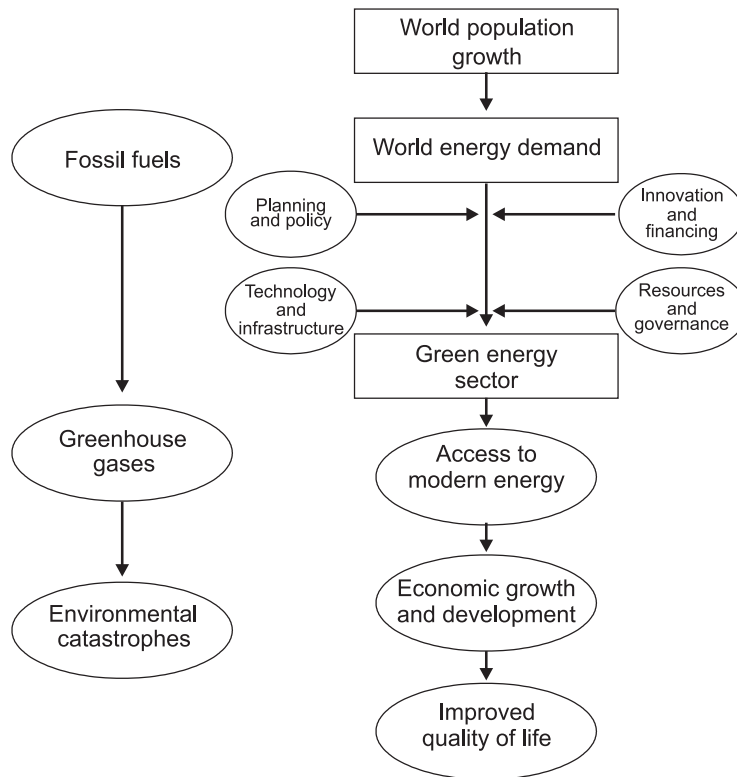 World population
growth
World energy demand
Fossil fuels
Planning
and policy
Innovation
and
financing
Technology
and
infrastructure
Resources
and
governance
Green energy
sector
Greenhouse
gases
Access to
modern energy
Environmental
catastrophes
Economic growth
and development
Improved
quality of life